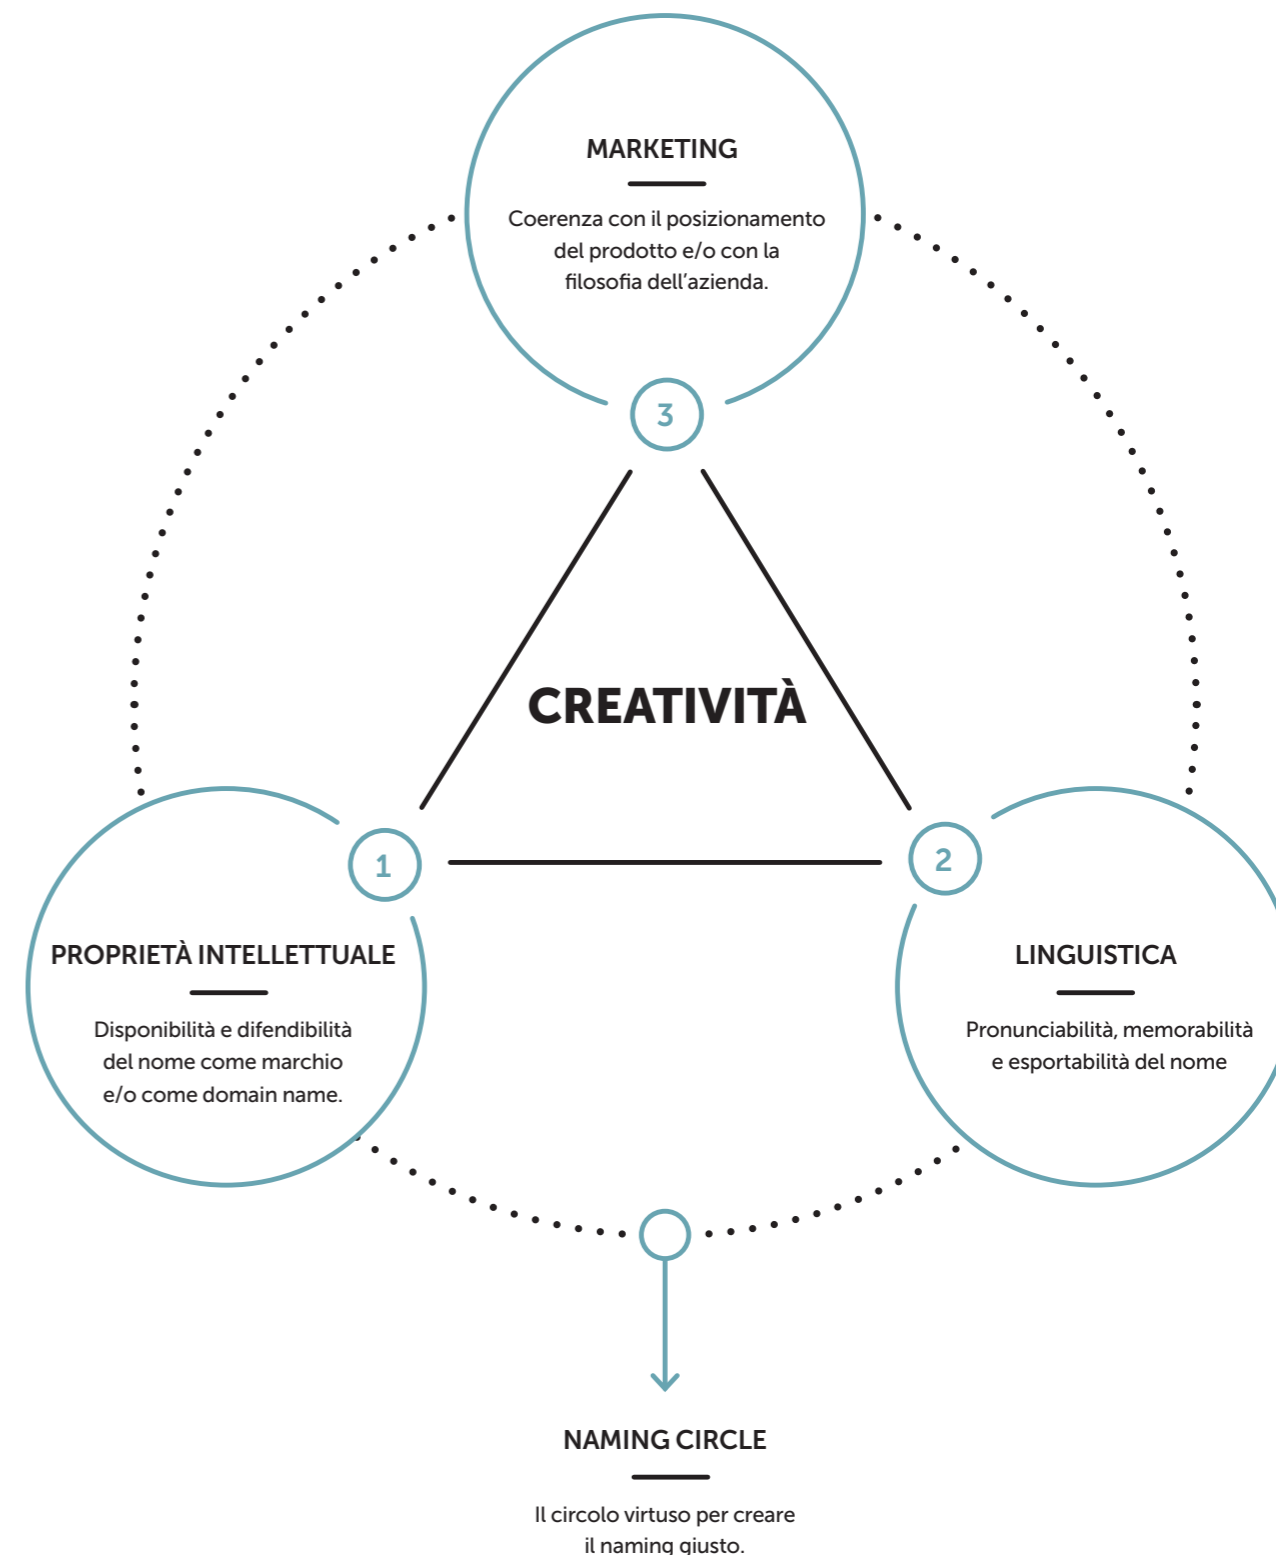 MARKETING
Coerenza con il posizionamento
del prodotto e/o con la
filosofia dell'azienda.
3
CREATIVITÀ
1
PROPRIETÀ INTELLETTUALE
Disponibilità e difendibilità
del nome come marchio
e/o come domain name.
2
LINGUISTICA
Pronunciabilità, memorabilità
e esportabilità del nome
NAMING CIRCLE
Il circolo virtuso per creare
il naming giusto.